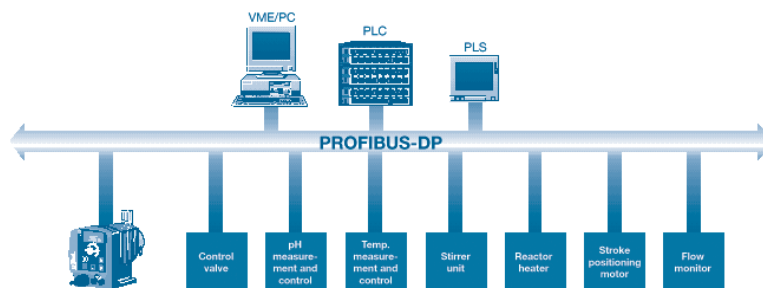 VME/PC
PLC
PLS
PROFIBUS-DP
Control
valve
pH
measure-
ment and
control
Temp.
measure-
ment and
control
Stirrer
unit
Reactor
heater
Stroke
positioning
motor
Flow
monitor